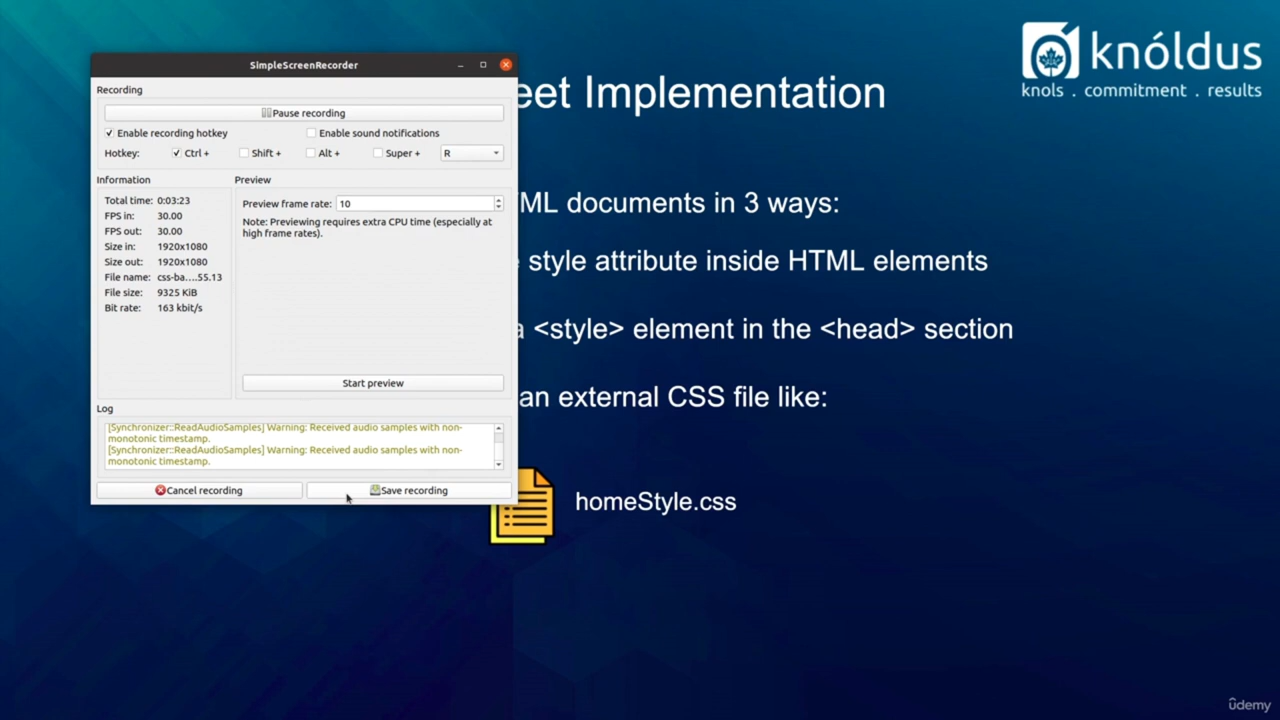 SimpleScreenRecorder
Recording
Pause recording
Enable recording hotkey
Enable sound notifications
Hotkey:
Ctrl +
Shift +
Alt +
Super +
R
Information
Total time: 0:03:23
FPS in: 30.00
FPS out: 30.00
Size in: 1920x1080
Size out: 1920x1080
File name: css-ba....55.13
File size: 9325 KiB
Bit rate: 163 kbit/s
Preview
Preview frame rate: 10
Note: Previewing requires extra CPU time (especially at
high frame rates).
Start preview
Log
[Synchronizer::ReadAudioSamples] Warning: Received audio samples with non-
monotonic timestamp.
[Synchronizer::ReadAudioSamples] Warning: Received audio samples with non-
monotonic timestamp.
Cancel recording
Save recording
knóldus
knols . commitment . results
eet Implementation
ML documents in 3 ways:
style attribute inside HTML elements
a <style> element in the <head> section
an external CSS file like:
homeStyle.css
ûdemy